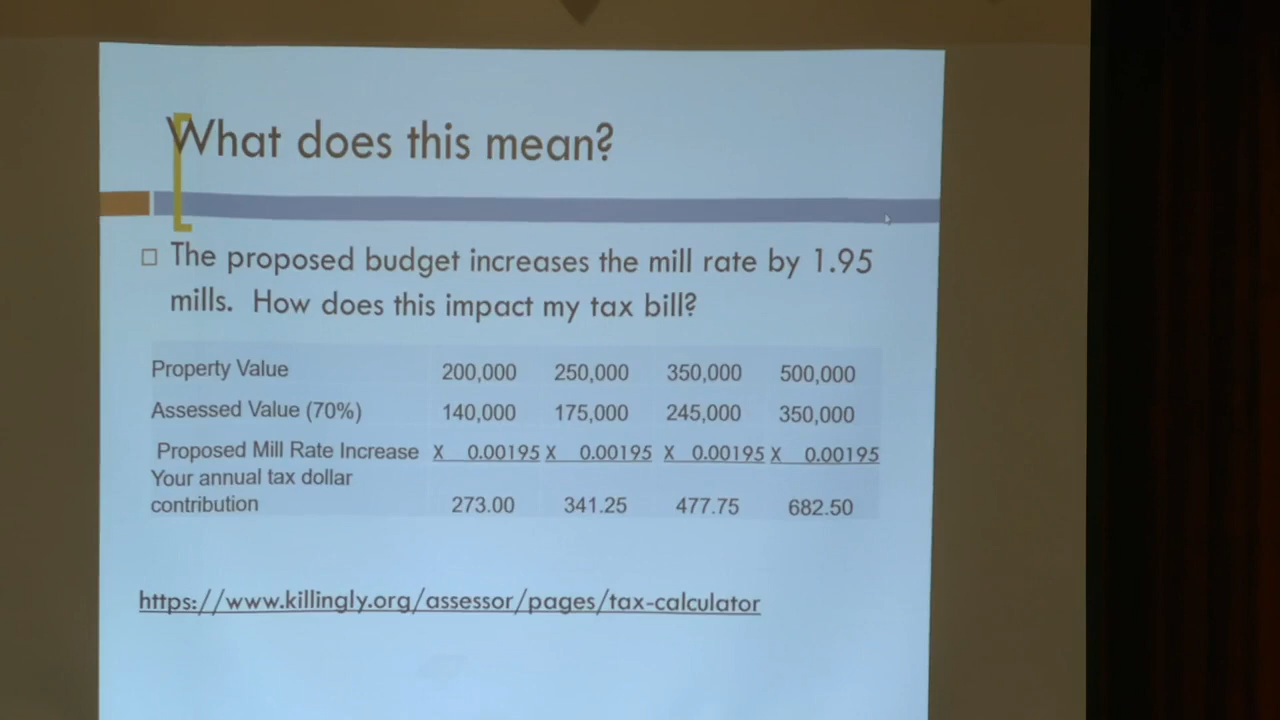 What does this mean?
The proposed budget increases the mill rate by 1.95
mills. How does this impact my tax bill?
Property Value 200,000 250,000 350,000 500,000
Assessed Value (70%) 140,000 175,000 245,000 350,000
Proposed Mill Rate Increase X 0.00195 X 0.00195 X 0.00195 X 0.00195
Your annual tax dollar
contribution 273.00 341.25 477.75 682.50
https://www.killingly.org/assessor/pages/tax-calculator